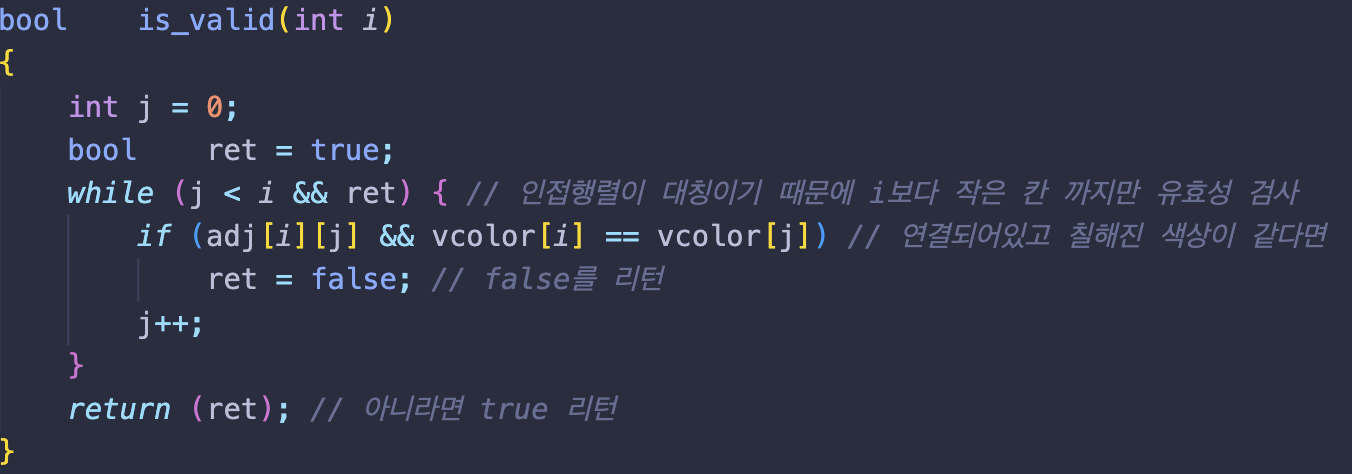 bool    is_valid(int i)
{
    int j = 0;
    bool    ret = true;
    while (j < i && ret) { // 인접행렬이 대칭이기 때문에 i보다 작은 칸 까지만 유효성 검사
        if (adj[i][j] && vcolor[i] == vcolor[j]) // 연결되어있고 칠해진 색상이 같다면
            ret = false; // false를 리턴
        j++;
    }
    return (ret); // 아니라면 true 리턴
}